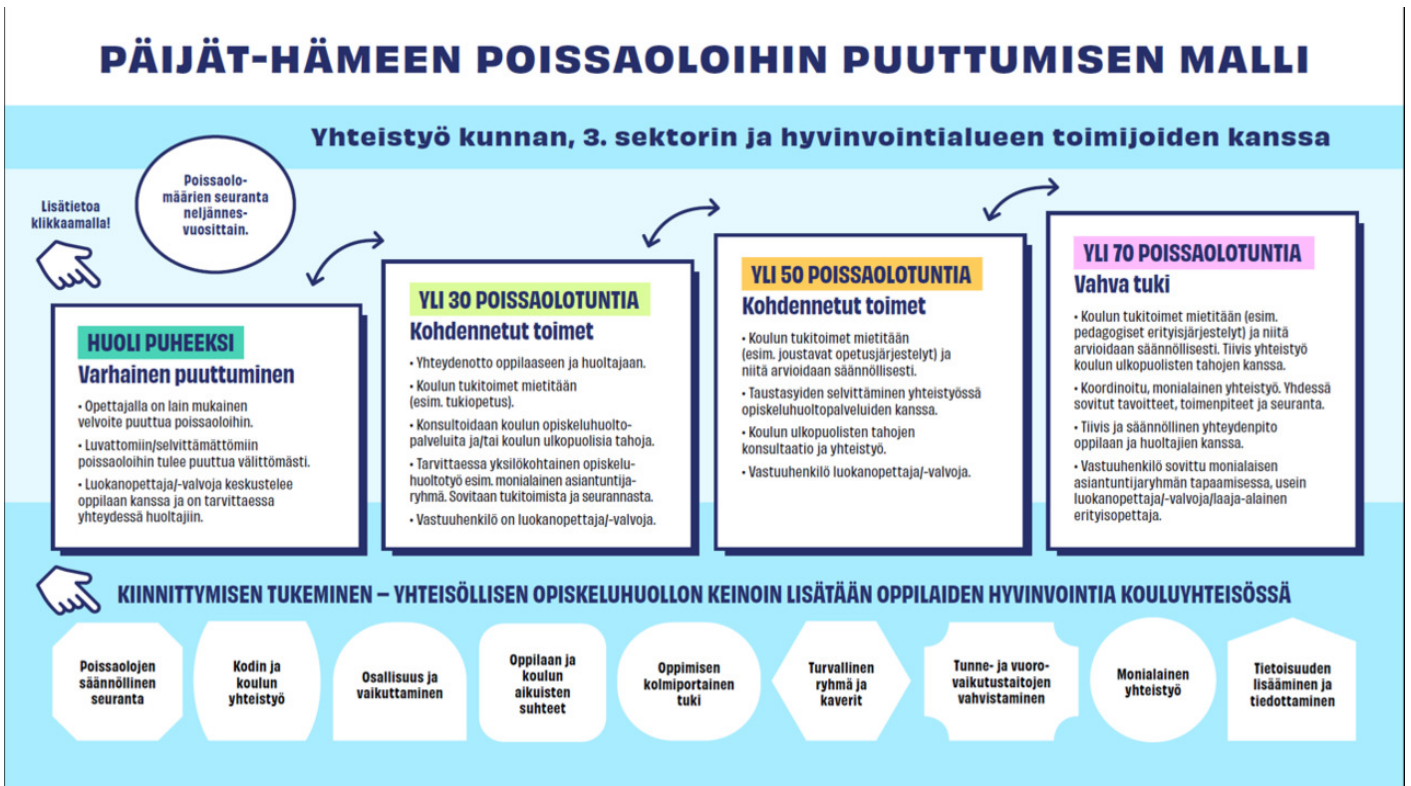 PÄIJÄT-HÄMEEN POISSAOLOIHIN PUUTTUMISEN MALLI
Yhteistyö kunnan, 3. sektorin ja hyvinvointialueen toimijoiden kanssa
Lisätietoa
klikkaamalla!
Poissaolo-
määrien seuranta
neljännes-
vuosittain.
HUOLI PUHEEKSI
Varhainen puuttuminen
• Opettajalla on lain mukainen
velvoite puuttua poissaoloihin.
• Luvattomiin/selvittämättömiin
poissaoloihin tulee puuttua välittömästi.
• Luokanopettaja/-valvoja keskustelee
oppilaan kanssa ja on tarvittaessa
yhteydessä huoltajiin.
YLI 30 POISSAOLOTUNTIA
Kohdennetut toimet
• Yhteydenotto oppilaaseen ja huoltajaan.
• Koulun tukitoimet mietitään
(esim. tukiopetus).
• Konsultoidaan koulun opiskeluhuolto-
palveluita ja/tai koulun ulkopuolisia tahoja.
• Tarvittaessa yksilökohtainen opiskelu-
huoltotyö esim. monialainen asiantuntija-
ryhmä. Sovitaan tukitoimista ja seurannasta.
• Vastuuhenkilö on luokanopettaja/-valvoja.
YLI 50 POISSAOLOTUNTIA
Kohdennetut toimet
• Koulun tukitoimet mietitään
(esim. joustavat opetusjärjestelyt) ja
niitä arvioidaan säännöllisesti.
• Taustasyiden selvittäminen yhteistyössä
opiskeluhuoltopalveluiden kanssa.
• Koulun ulkopuolisten tahojen
konsultaatio ja yhteistyö.
• Vastuuhenkilö luokanopettaja/-valvoja.
YLI 70 POISSAOLOTUNTIA
Vahva tuki
• Koulun tukitoimet mietitään (esim.
pedagogiset erityisjärjestelyt) ja niitä
arvioidaan säännöllisesti. Tiivis yhteistyö
koulun ulkopuolisten tahojen kanssa.
• Koordinoitu, monialainen yhteistyö. Yhdessä
sovitut tavoitteet, toimenpiteet ja seuranta.
• Tiivis ja säännöllinen yhteydenpito
oppilaan ja huoltajien kanssa.
• Vastuuhenkilö sovittu monialaisen
asiantuntijaryhmän tapaamisessa, usein
luokanopettaja/-valvoja/laaja-alainen
erityisopettaja.
KIINNITTYMISEN TUKEMINEN – YHTEISÖLLISEN OPISKELUHUOLLON KEINOIN LISÄTÄÄN OPPILAIDEN HYVINVOINTIA KOULUYHTEISÖSSÄ
Poissaolojen
säännöllinen
seuranta
Kodin ja
koulun
yhteistyö
Osallisuus ja
vaikuttaminen
Oppilaan ja
koulun
aikuisten
suhteet
Oppimisen
kolmiportainen
tuki
Turvallinen
ryhmä ja
kaverit
Tunne- ja vuoro-
vaikutustaitojen
vahvistaminen
Monialainen
yhteistyö
Tietoisuuden
lisääminen ja
tiedottaminen